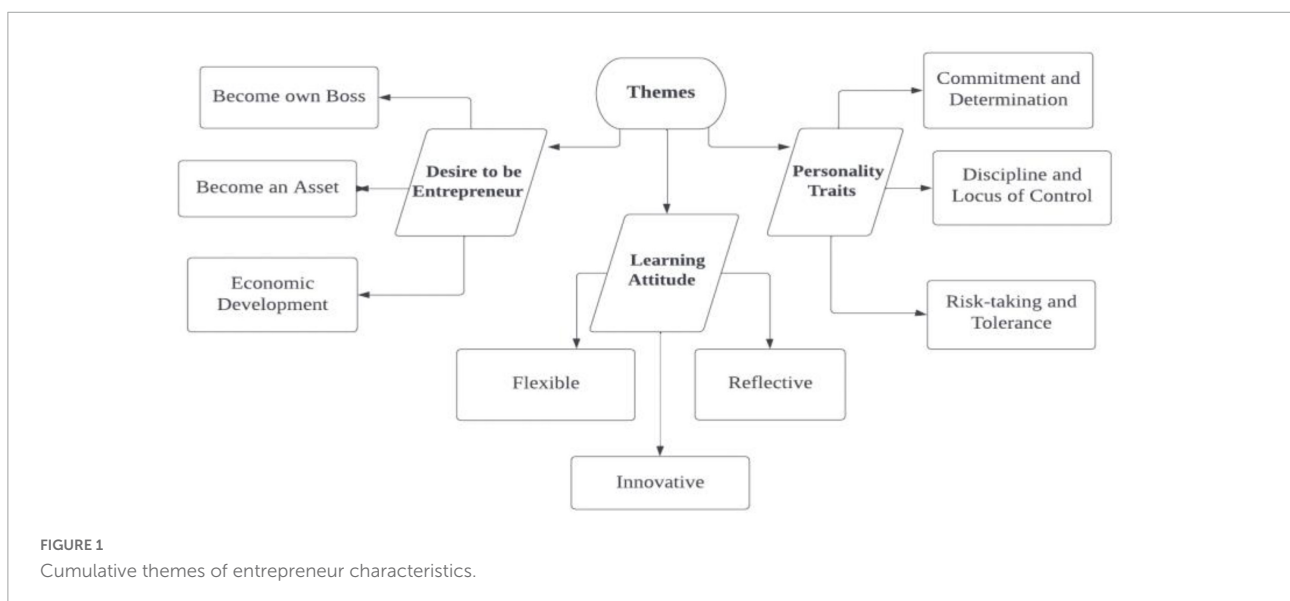 Themes
Become own Boss
Desire to be
Entrepreneur
Become an Asset
Economic
Development
Learning
Attitude
Flexible
Reflective
Innovative
Personality
Traits
Commitment and
Determination
Discipline and
Locus of Control
Risk-taking and
Tolerance
FIGURE 1
Cumulative themes of entrepreneur characteristics.